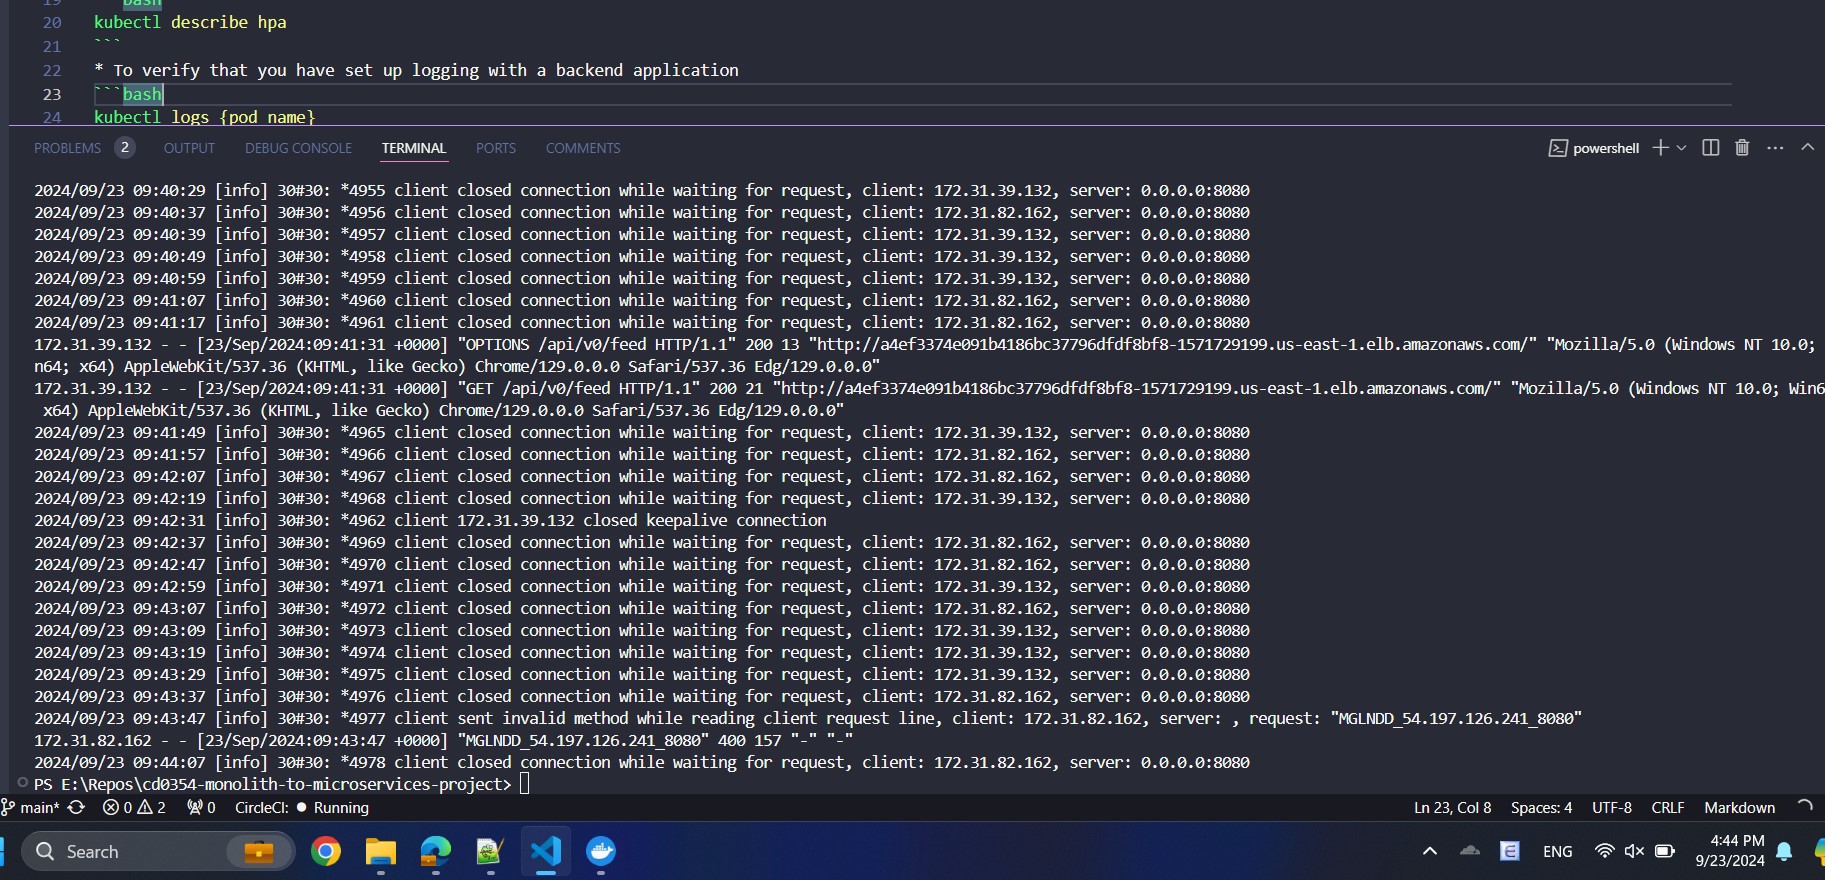 19 ```bash
20 kubectl describe hpa
21 ```
22 * To verify that you have set up logging with a backend application
23 ```bash
24 kubectl logs {pod name}
PROBLEMS 2 OUTPUT DEBUG CONSOLE TERMINAL PORTS COMMENTS powershell
2024/09/23 09:40:29 [info] 30#30: *4955 client closed connection while waiting for request, client: 172.31.39.132, server: 0.0.0.0:8080
2024/09/23 09:40:37 [info] 30#30: *4956 client closed connection while waiting for request, client: 172.31.82.162, server: 0.0.0.0:8080
2024/09/23 09:40:39 [info] 30#30: *4957 client closed connection while waiting for request, client: 172.31.39.132, server: 0.0.0.0:8080
2024/09/23 09:40:49 [info] 30#30: *4958 client closed connection while waiting for request, client: 172.31.39.132, server: 0.0.0.0:8080
2024/09/23 09:40:59 [info] 30#30: *4959 client closed connection while waiting for request, client: 172.31.39.132, server: 0.0.0.0:8080
2024/09/23 09:41:07 [info] 30#30: *4960 client closed connection while waiting for request, client: 172.31.82.162, server: 0.0.0.0:8080
2024/09/23 09:41:17 [info] 30#30: *4961 client closed connection while waiting for request, client: 172.31.82.162, server: 0.0.0.0:8080
172.31.39.132 - - [23/Sep/2024:09:41:31 +0000] "OPTIONS /api/v0/feed HTTP/1.1" 200 13 "http://a4ef3374e091b4186bc37796dfdf8bf8-1571729199.us-east-1.elb.amazonaws.com/" "Mozilla/5.0 (Windows NT 10.0;
n64; x64) AppleWebKit/537.36 (KHTML, like Gecko) Chrome/129.0.0.0 Safari/537.36 Edg/129.0.0.0"
172.31.39.132 - - [23/Sep/2024:09:41:31 +0000] "GET /api/v0/feed HTTP/1.1" 200 21 "http://a4ef3374e091b4186bc37796dfdf8bf8-1571729199.us-east-1.elb.amazonaws.com/" "Mozilla/5.0 (Windows NT 10.0; Win6
x64) AppleWebKit/537.36 (KHTML, like Gecko) Chrome/129.0.0.0 Safari/537.36 Edg/129.0.0.0"
2024/09/23 09:41:49 [info] 30#30: *4965 client closed connection while waiting for request, client: 172.31.39.132, server: 0.0.0.0:8080
2024/09/23 09:41:57 [info] 30#30: *4966 client closed connection while waiting for request, client: 172.31.82.162, server: 0.0.0.0:8080
2024/09/23 09:42:07 [info] 30#30: *4967 client closed connection while waiting for request, client: 172.31.82.162, server: 0.0.0.0:8080
2024/09/23 09:42:19 [info] 30#30: *4968 client closed connection while waiting for request, client: 172.31.39.132, server: 0.0.0.0:8080
2024/09/23 09:42:31 [info] 30#30: *4962 client 172.31.39.132 closed keepalive connection
2024/09/23 09:42:37 [info] 30#30: *4969 client closed connection while waiting for request, client: 172.31.82.162, server: 0.0.0.0:8080
2024/09/23 09:42:47 [info] 30#30: *4970 client closed connection while waiting for request, client: 172.31.82.162, server: 0.0.0.0:8080
2024/09/23 09:42:59 [info] 30#30: *4971 client closed connection while waiting for request, client: 172.31.39.132, server: 0.0.0.0:8080
2024/09/23 09:43:07 [info] 30#30: *4972 client closed connection while waiting for request, client: 172.31.82.162, server: 0.0.0.0:8080
2024/09/23 09:43:09 [info] 30#30: *4973 client closed connection while waiting for request, client: 172.31.39.132, server: 0.0.0.0:8080
2024/09/23 09:43:19 [info] 30#30: *4974 client closed connection while waiting for request, client: 172.31.39.132, server: 0.0.0.0:8080
2024/09/23 09:43:29 [info] 30#30: *4975 client closed connection while waiting for request, client: 172.31.39.132, server: 0.0.0.0:8080
2024/09/23 09:43:37 [info] 30#30: *4976 client closed connection while waiting for request, client: 172.31.82.162, server: 0.0.0.0:8080
2024/09/23 09:43:47 [info] 30#30: *4977 client sent invalid method while reading client request line, client: 172.31.82.162, server: , request: "MGLNDD_54.197.126.241_8080"
172.31.82.162 - - [23/Sep/2024:09:43:47 +0000] "MGLNDD_54.197.126.241_8080" 400 157 "-" "-"
2024/09/23 09:44:07 [info] 30#30: *4978 client closed connection while waiting for request, client: 172.31.82.162, server: 0.0.0.0:8080
PS E:\Repos\cd0354-monolith-to-microservices-project>
main* 0 2 0 CircleCI: Running Ln 23, Col 8 Spaces: 4 UTF-8 CRLF Markdown
Search ENG 4:44 PM
9/23/2024